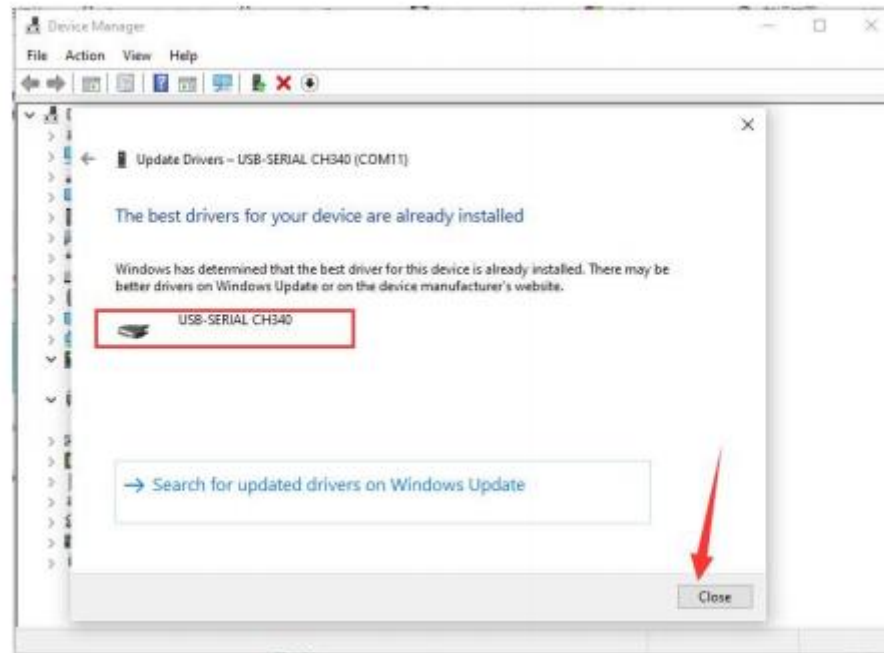 Device Manager
File Action View Help
Update Drivers – USB-SERIAL CH340 (COM11)
The best drivers for your device are already installed
Windows has determined that the best driver for this device is already installed. There may be
better drivers on Windows Update or on the device manufacturer's website.
USB-SERIAL CH340
Search for updated drivers on Windows Update
Close